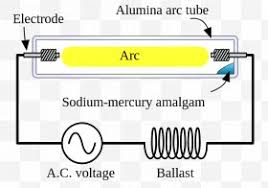 Alumina arc tube
Electrode
Arc
Sodium-mercury amalgam
A.C. voltage
Ballast